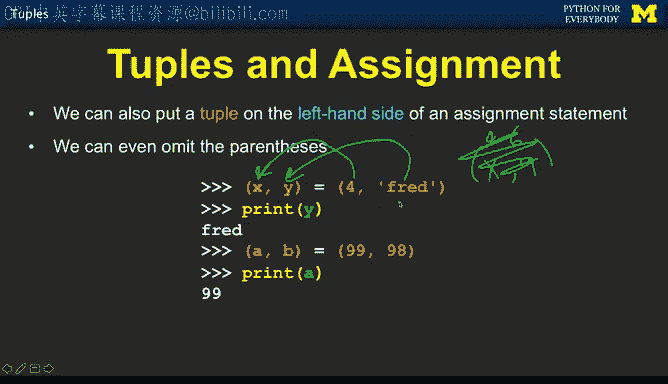 Tuples
中英字幕课程资源@bilibili.com
PYTHON FOR
EVERYBODY
Tuples and Assignment
• We can also put a tuple on the left-hand side of an assignment statement
• We can even omit the parentheses
>>> (x, y) = (4, 'fred')
>>> print(y)
fred
>>> (a, b) = (99, 98)
>>> print(a)
99